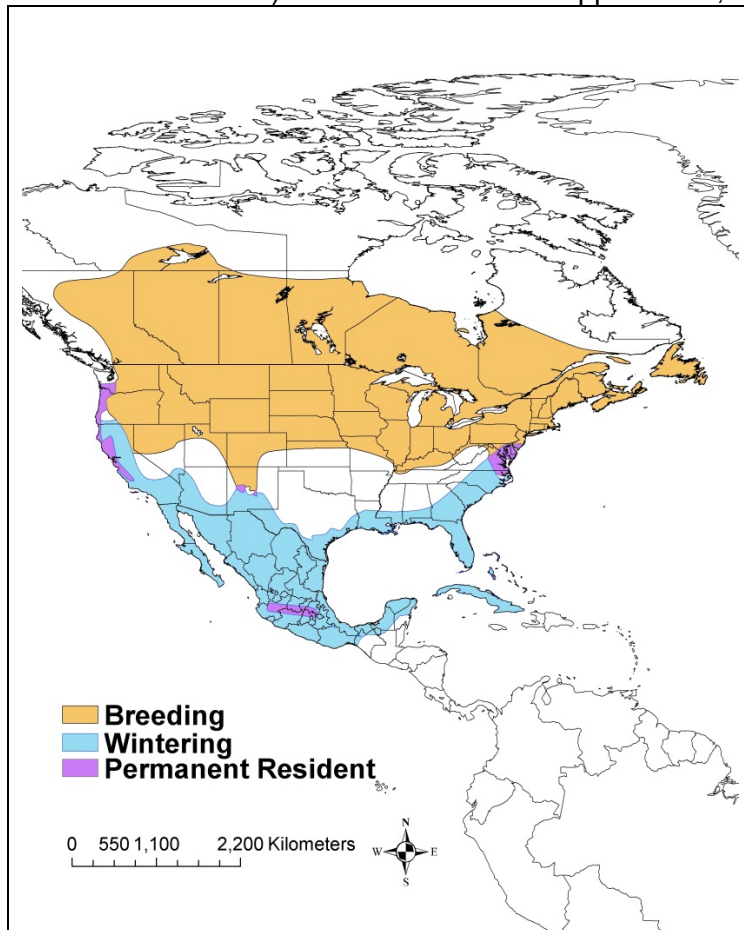 Breeding
Wintering
Permanent Resident
0 550 1,100 2,200 Kilometers
N
W E
S